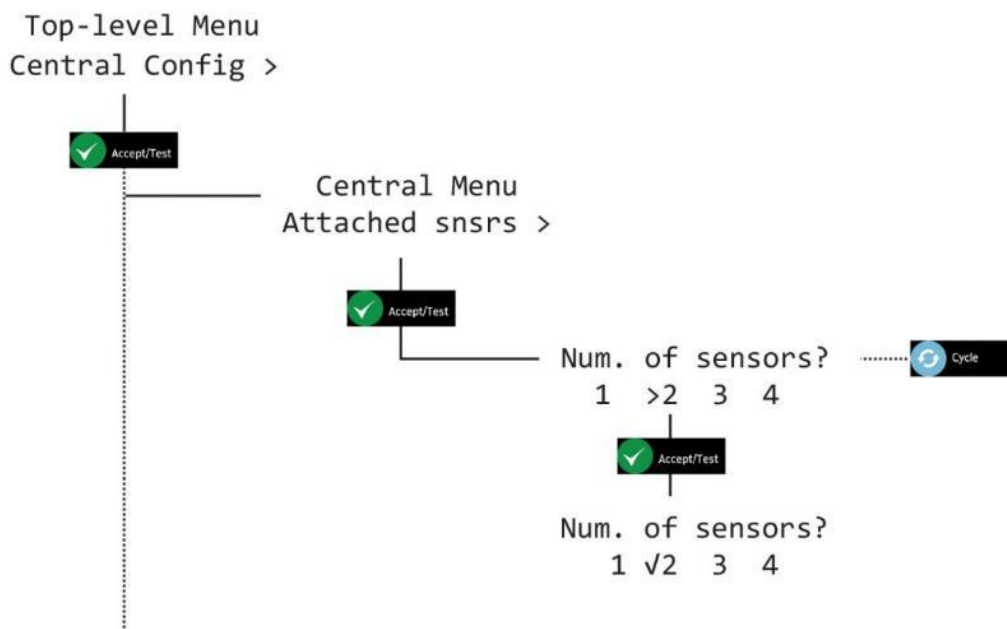 Top-level Menu
Central Config >
Accept/Test
Central Menu
Attached snsrs >
Accept/Test
Num. of sensors?
1 >2 3 4
Cycle
Accept/Test
Num. of sensors?
1 √2 3 4